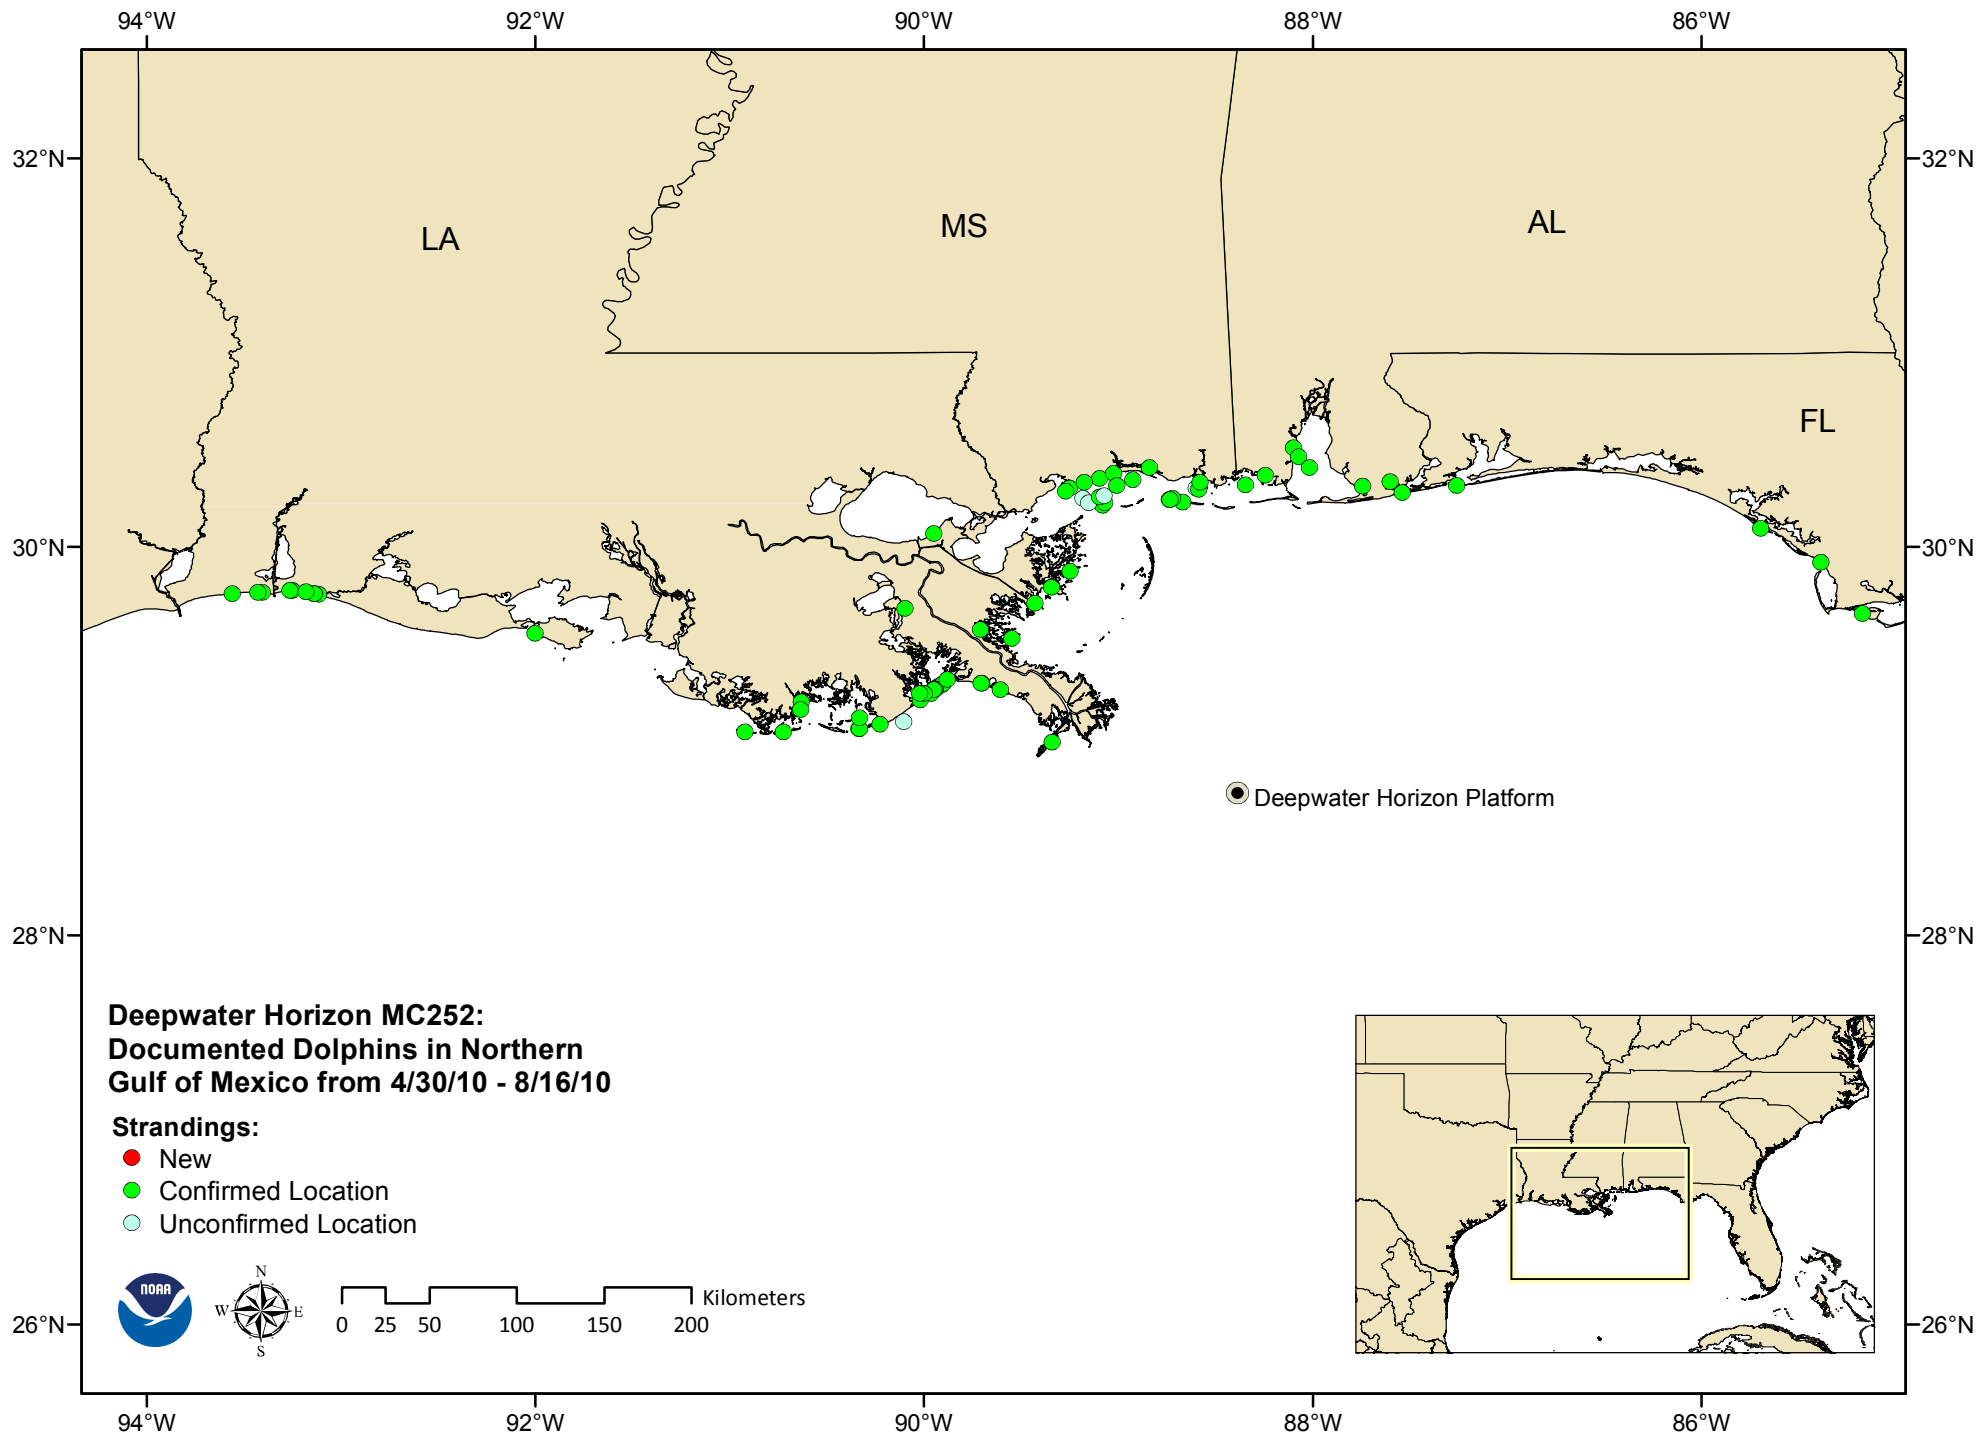 94°W 92°W 90°W 88°W 86°W
32°N 32°N
LA MS AL
FL
30°N 30°N
Deepwater Horizon Platform
28°N 28°N
Deepwater Horizon MC252:
Documented Dolphins in Northern
Gulf of Mexico from 4/30/10 - 8/16/10
Strandings:
New
Confirmed Location
Unconfirmed Location
NOAA
N
W E
S
Kilometers
0 25 50 100 150 200
26°N 26°N
94°W 92°W 90°W 88°W 86°W